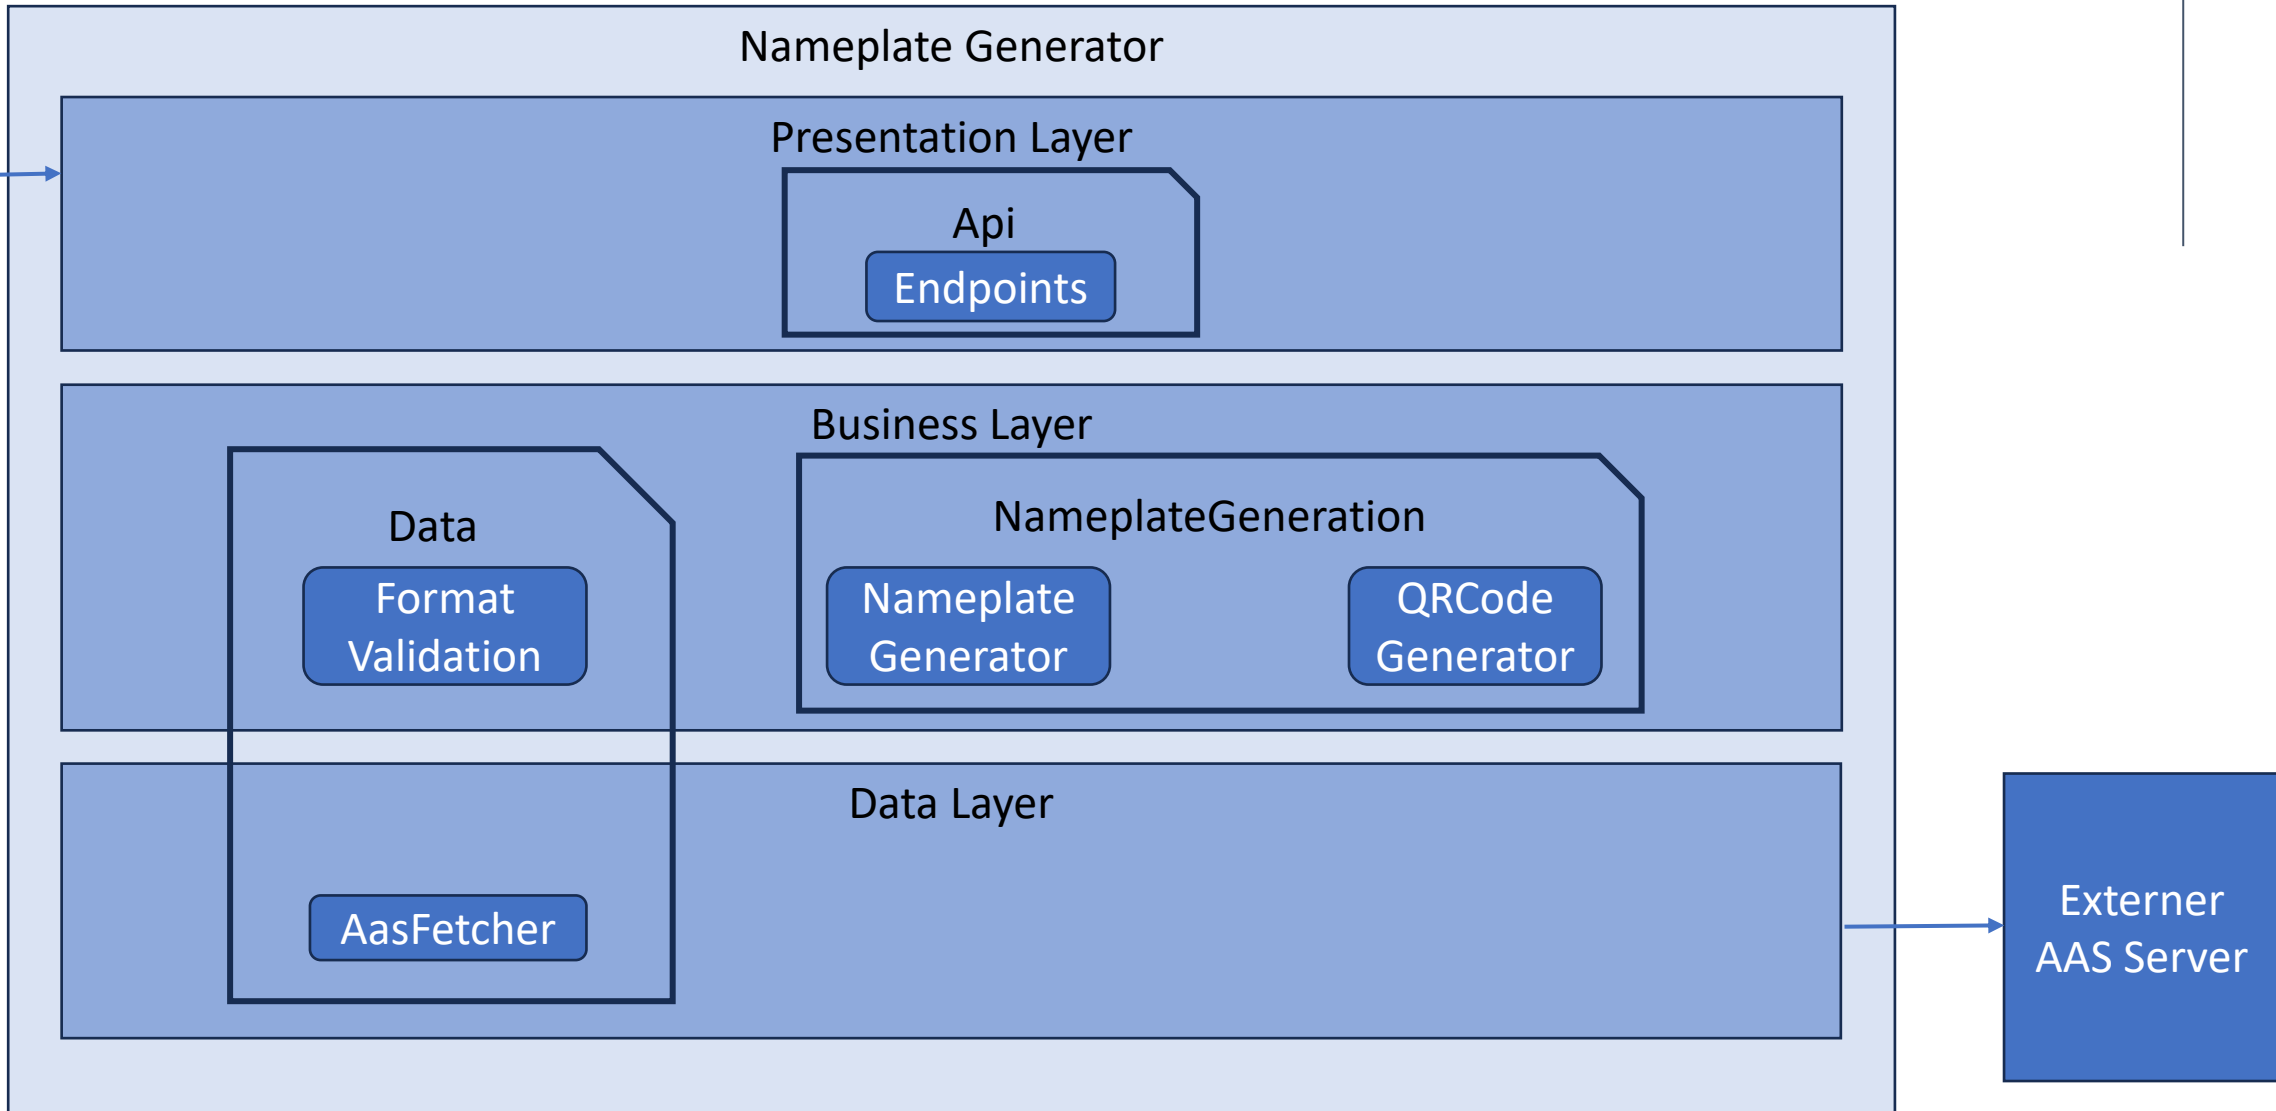 Nameplate Generator
Presentation Layer
Api
Endpoints
Business Layer
Data
Format
Validation
NameplateGeneration
Nameplate
Generator
QRCode
Generator
Data Layer
AasFetcher
Externer
AAS Server